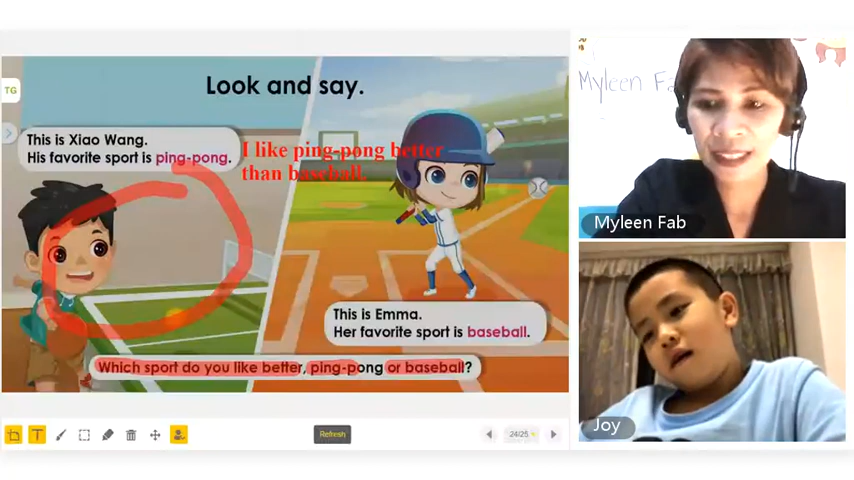 Look and say.
TG
This is Xiao Wang.
His favorite sport is ping-pong.
I like ping-pong better
than baseball.
This is Emma.
Her favorite sport is baseball.
Which sport do you like better, ping-pong or baseball?
Refresh
24/25
Myleen Fa
Myleen Fab
Joy